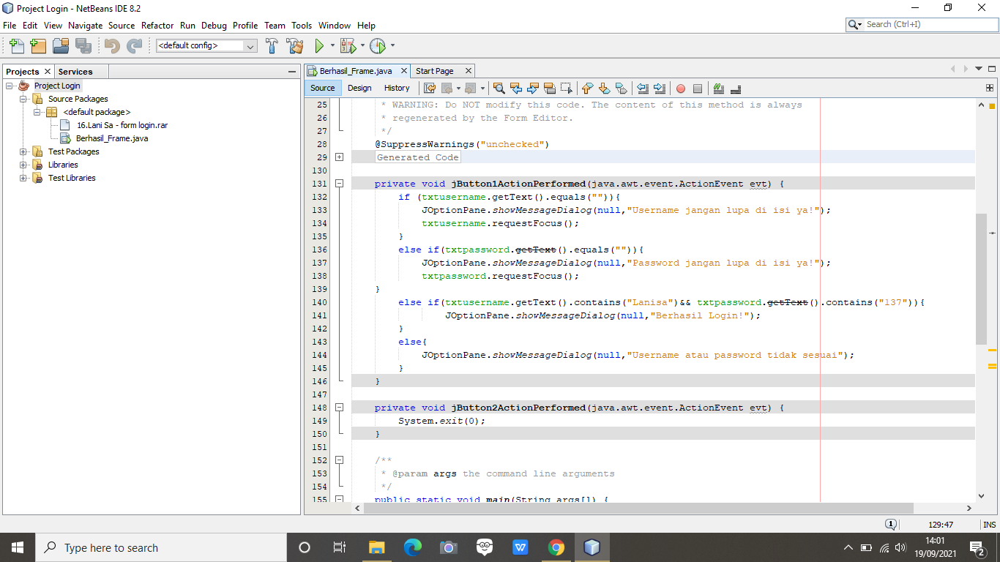 Project Login - NetBeans IDE 8.2
File Edit View Navigate Source Refactor Run Debug Profile Team Tools Window Help
Search (Ctrl+I)
<default config>
Projects
Services
Project Login
Source Packages
<default package>
16.Lani Sa - form login.rar
Berhasil_Frame.java
Test Packages
Libraries
Test Libraries
Berhasil_Frame.java
Start Page
Source Design History
25 * WARNING: Do NOT modify this code. The content of this method is always
26 * regenerated by the Form Editor.
27 */
28 @SuppressWarnings("unchecked")
29 Generated Code
130
131 private void jButton1ActionPerformed(java.awt.event.ActionEvent evt) {
132 if (txtusername.getText().equals("")){
133 JOptionPane.showMessageDialog(null,"Username jangan lupa di isi ya!");
134 txtusername.requestFocus();
135 }
136 else if(txtpassword.getText().equals("")){
137 JOptionPane.showMessageDialog(null,"Password jangan lupa di isi ya!");
138 txtpassword.requestFocus();
139 }
140 else if(txtusername.getText().contains("Lanisa")&& txtpassword.getText().contains("137")){
141 JOptionPane.showMessageDialog(null,"Berhasil Login!");
142 }
143 else{
144 JOptionPane.showMessageDialog(null,"Username atau password tidak sesuai");
145 }
146 }
147
148 private void jButton2ActionPerformed(java.awt.event.ActionEvent evt) {
149 System.exit(0);
150 }
151
152 /**
153 * @param args the command line arguments
154 */
155 public static void main(String args[]) {
1
129:47
INS
Type here to search
14:01
19/09/2021
2